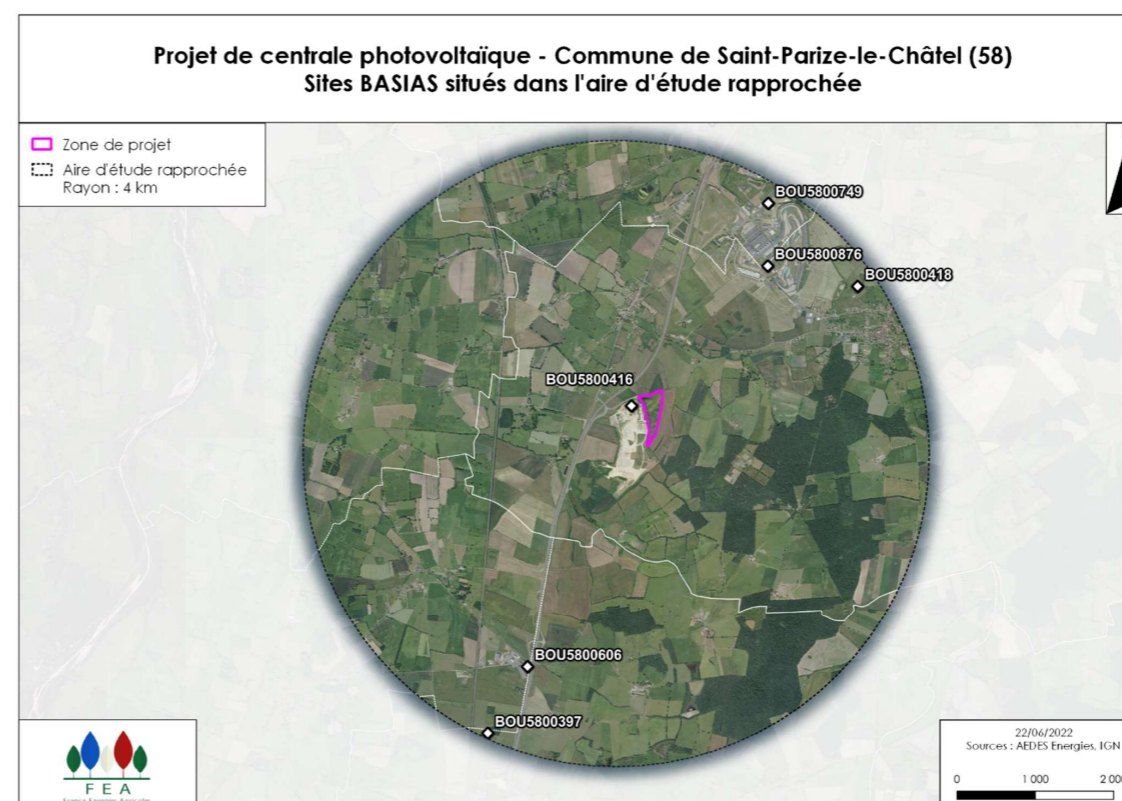 Projet de centrale photovoltaïque - Commune de Saint-Parize-le-Châtel (58)
Sites BASIAS situés dans l'aire d'étude rapprochée
Zone de projet
Aire d'étude rapprochée
Rayon : 4 km
BOU5800749
BOU5800876
BOU5800418
BOU5800416
BOU5800606
BOU5800397
FEA
22/06/2022
Sources : AEDES Energies, IGN
0 1 000 2 00